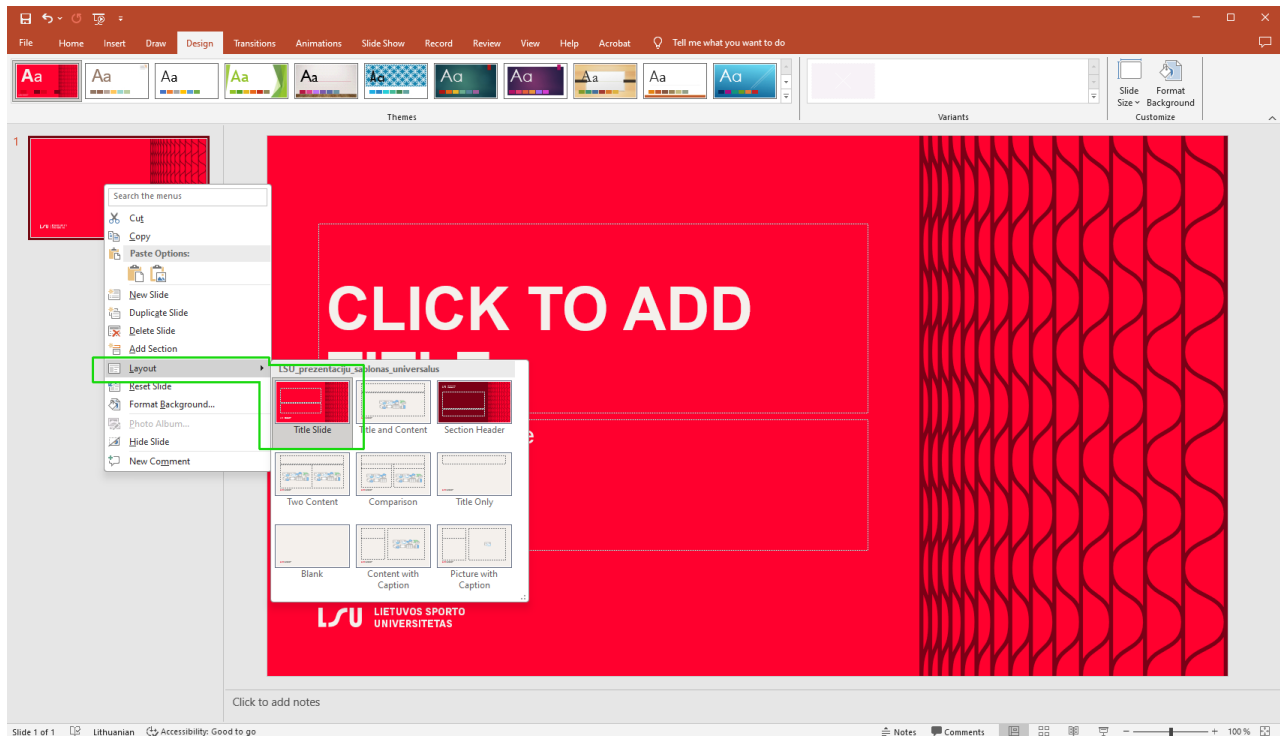 File Home Insert Draw Design Transitions Animations Slide Show Record Review View Help Acrobat Tell me what you want to do
Aa Aa Aa Aa Aa Aa Aa Aa Aa Aa Aa
Slide Size Format Background
Themes Variants Customize
1
Search the menus
Cut
Copy
Paste Options:
New Slide
Duplicate Slide
Delete Slide
Add Section
Layout
Reset Slide
Format Background...
Photo Album...
Hide Slide
New Comment
LSU_prezentaciju_sablonas_universalus
Title Slide Title and Content Section Header
Two Content Comparison Title Only
Blank Content with Caption Picture with Caption
CLICK TO ADD
LSU LIETUVOS SPORTO
UNIVERSITETAS
Click to add notes
Slide 1 of 1 Lithuanian Accessibility: Good to go Notes Comments 100 %